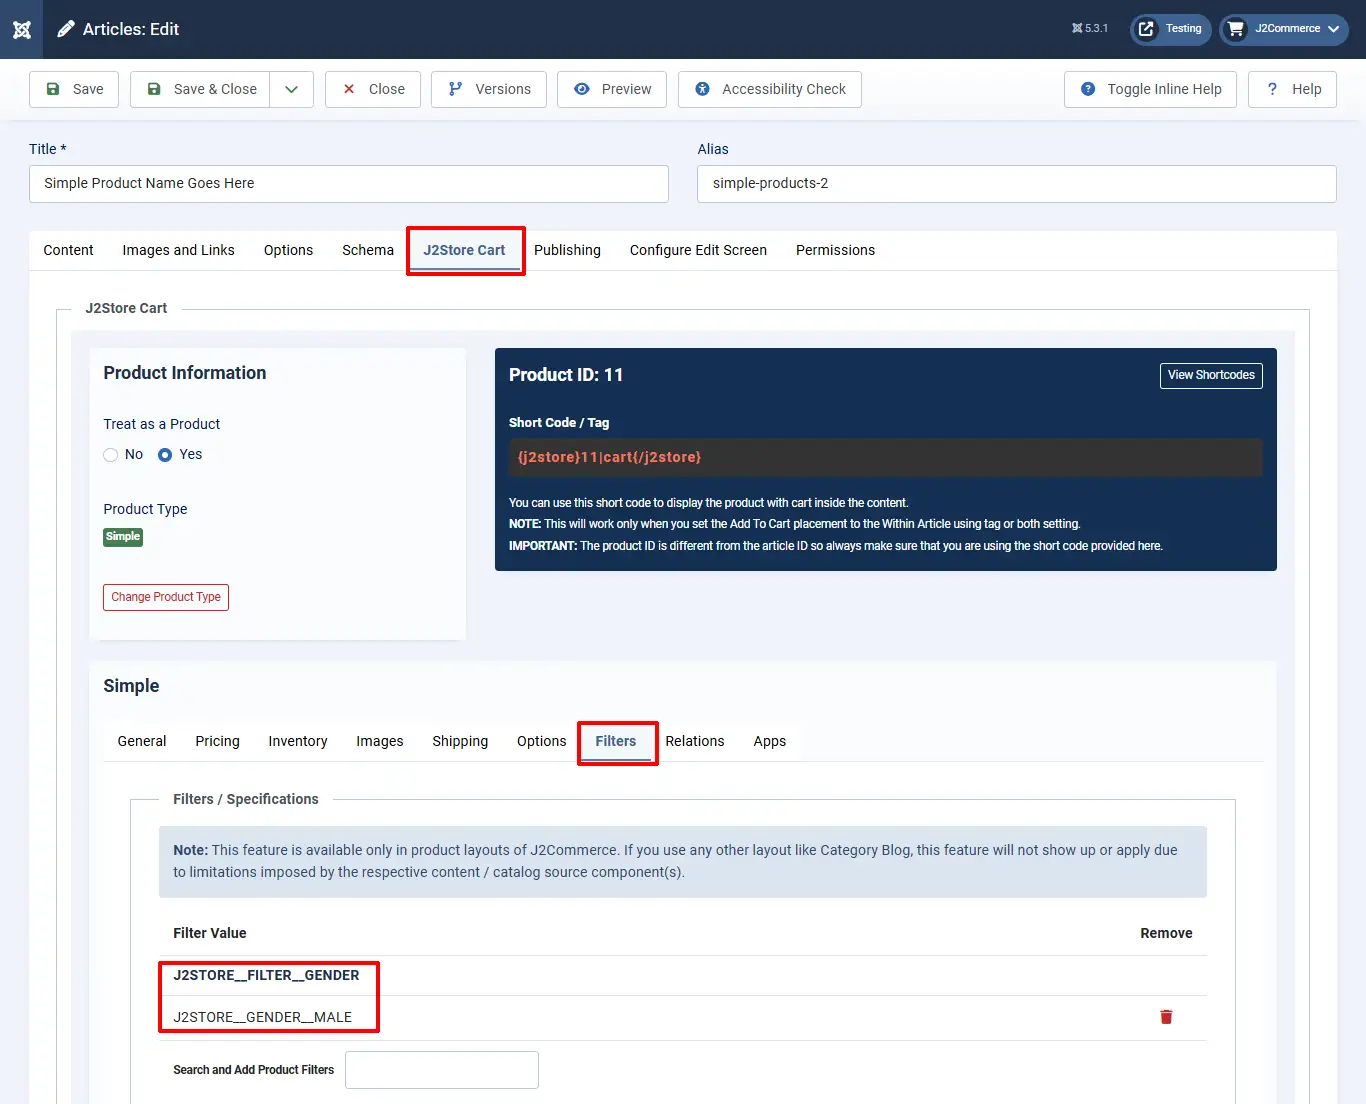 Articles: Edit
5.3.1
Testing
J2Commerce
Save
Save & Close
Close
Versions
Preview
Accessibility Check
Toggle Inline Help
? Help
Title *
Alias
Simple Product Name Goes Here
simple-products-2
Content
Images and Links
Options
Schema
J2Store Cart
Publishing
Configure Edit Screen
Permissions
J2Store Cart
Product Information
Treat as a Product
No
Yes
Product Type
Simple
Change Product Type
Product ID: 11
View Shortcodes
Short Code / Tag
{j2store}11|cart{/j2store}
You can use this short code to display the product with cart inside the content.
NOTE: This will work only when you set the Add To Cart placement to the Within Article using tag or both setting.
IMPORTANT: The product ID is different from the article ID so always make sure that you are using the short code provided here.
Simple
General
Pricing
Inventory
Images
Shipping
Options
Filters
Relations
Apps
Filters / Specifications
Note: This feature is available only in product layouts of J2Commerce. If you use any other layout like Category Blog, this feature will not show up or apply due
to limitations imposed by the respective content / catalog source component(s).
Filter Value
Remove
J2STORE__FILTER__GENDER
J2STORE__GENDER__MALE
Search and Add Product Filters